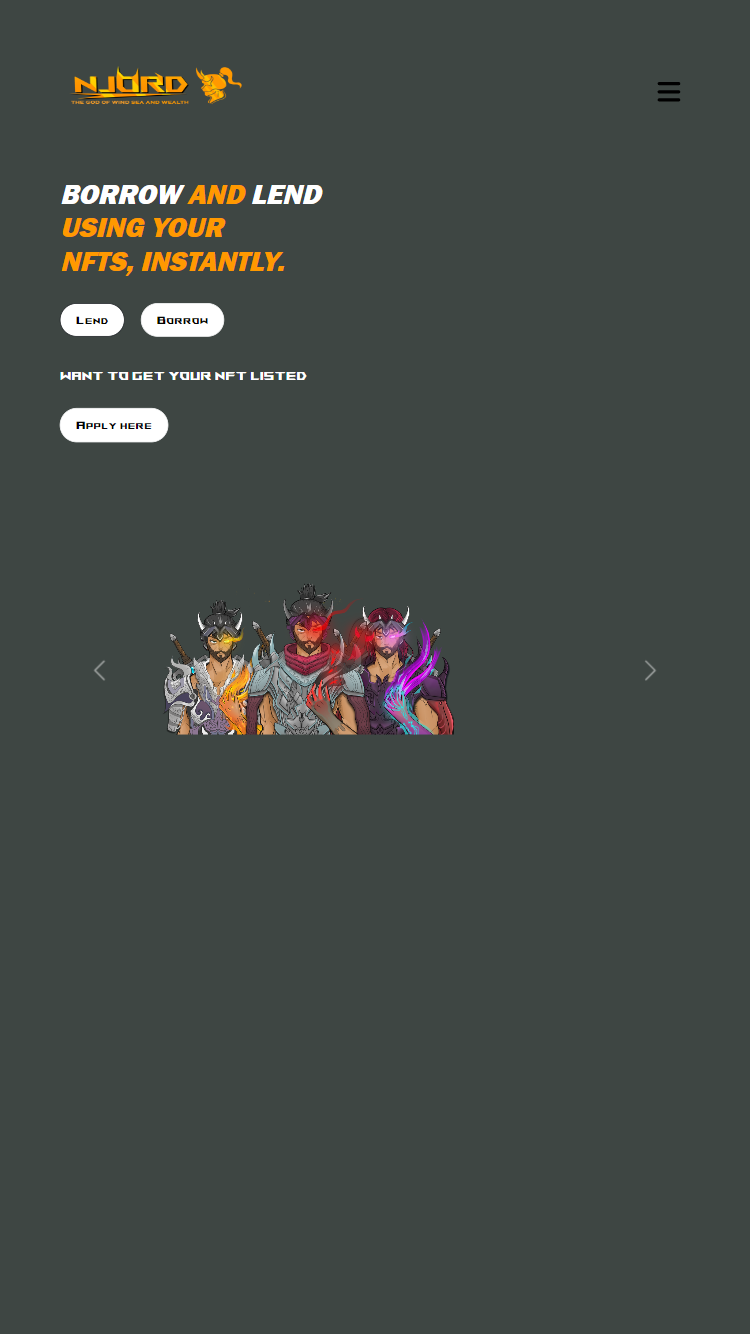 NJORD
THE GOD OF WIND SEA AND WEALTH
BORROW AND LEND
USING YOUR
NFTS, INSTANTLY.
Lend Borrow
WANT TO GET YOUR NFT LISTED
Apply here